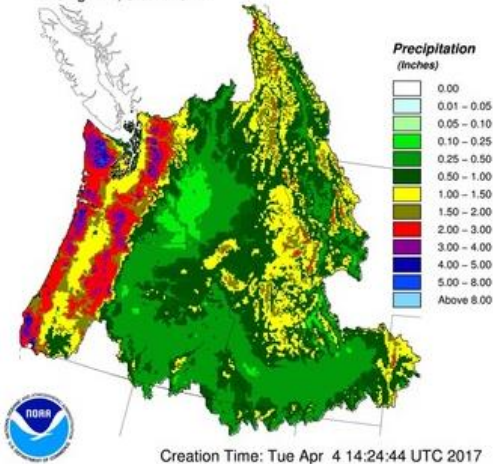 Precipitation
(Inches)
0.00
0.01 - 0.05
0.05 - 0.10
0.10 - 0.25
0.25 - 0.50
0.50 - 1.00
1.00 - 1.50
1.50 - 2.00
2.00 - 3.00
3.00 - 4.00
4.00 - 5.00
5.00 - 8.00
Above 8.00
NOAA
Creation Time: Tue Apr 4 14:24:44 UTC 2017